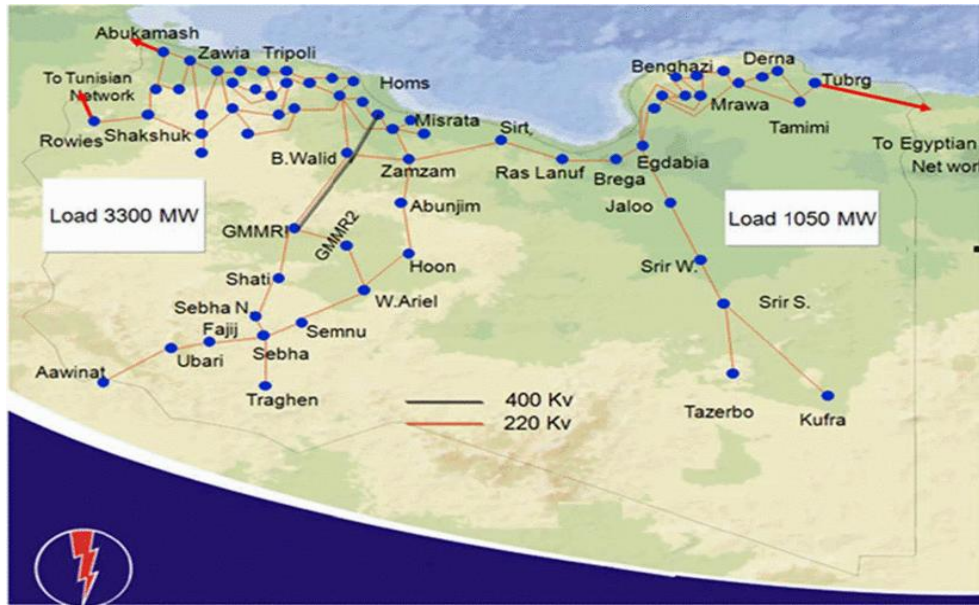 Abukamash
Zawia
Tripoli
Derna
Benghazi
Homs
Tubrg
To Tunisian
Network
Mrawa
Misrata
Tamimi
Rowies
Shakshuk
Sirt,
To Egyptian
Net wor
B.Walid
Zamzam
Ras Lanuf
Egdabia
Brega
Load 3300 MW
Abunjim
Jaloo
Load 1050 MW
GMMRI
GMMR2
Hoon
Srir W.
Shati
W.Ariel
Srir S.
Sebha N
Fajij
Semnu
Ubari
Sebha
Aawinat
Traghen
400 Kv
220 Kv
Tazerbo
Kufra